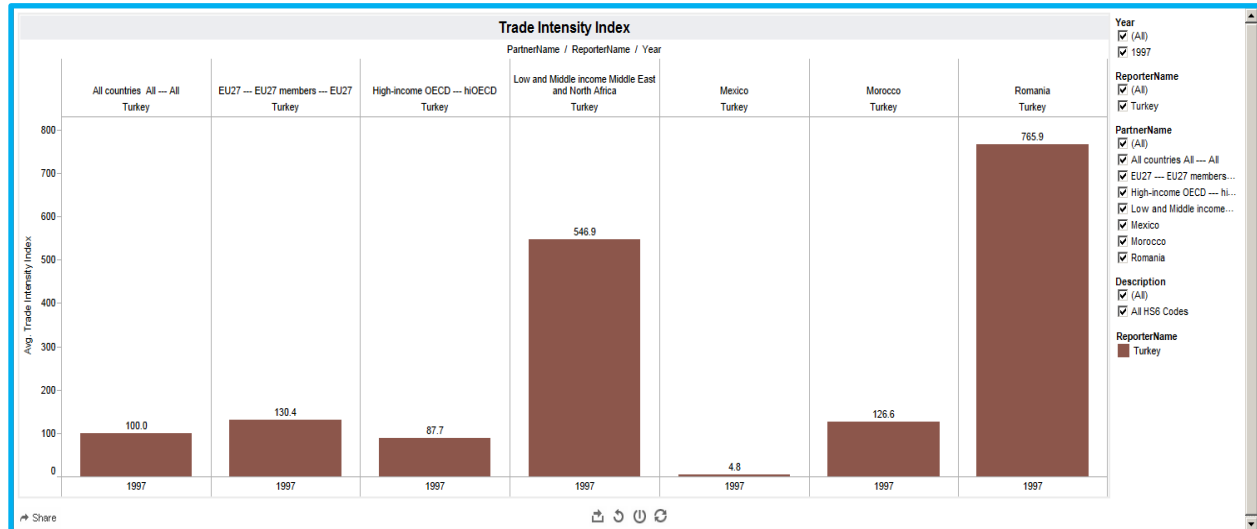 Trade Intensity Index
PartnerName / ReporterName / Year
All countries All --- All
Turkey
EU27 --- EU27 members --- EU27
Turkey
High-income OECD --- hiOECD
Turkey
Low and Middle income Middle East
and North Africa
Turkey
Mexico
Turkey
Morocco
Turkey
Romania
Turkey
Avg. Trade Intensity Index
800
700
600
500
400
300
200
100
0
100.0
130.4
87.7
546.9
4.8
126.6
765.9
1997
1997
1997
1997
1997
1997
1997
Share
Year
(All)
1997
ReporterName
(All)
Turkey
PartnerName
(All)
All countries All --- All
EU27 --- EU27 members...
High-income OECD --- hi...
Low and Middle income...
Mexico
Morocco
Romania
Description
(All)
All HS6 Codes
ReporterName
Turkey